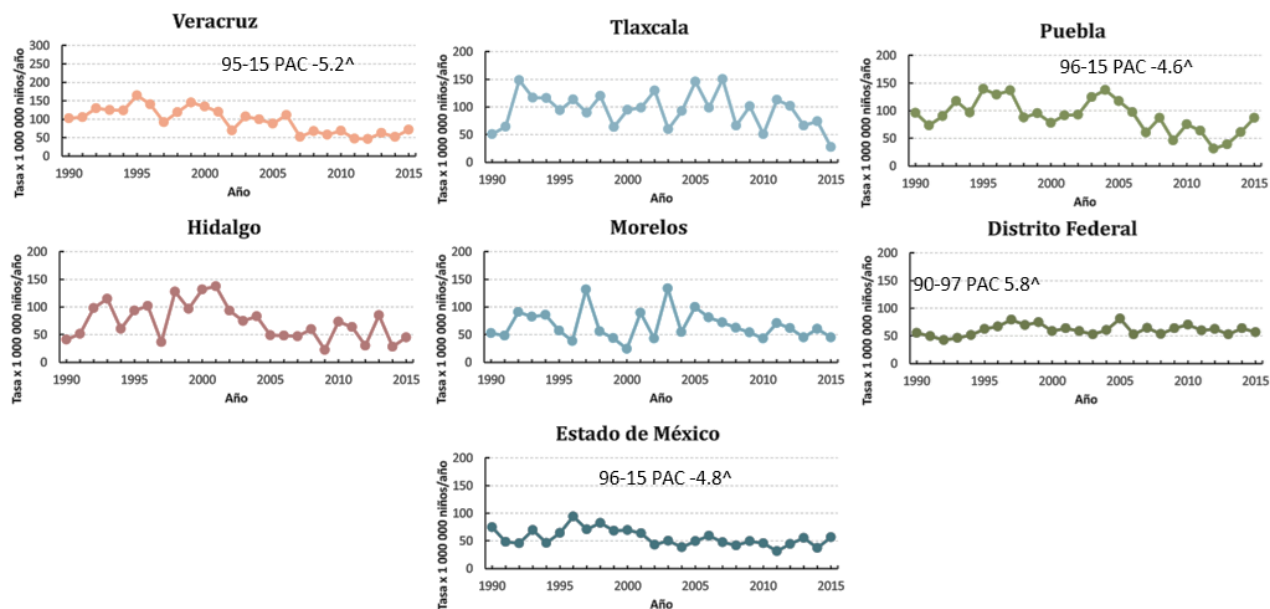 Veracruz
Tasa x 1 000 000 niños/año
300
250
200
150
100
50
0
95-15 PAC -5.2^
1990 1995 2000 2005 2010 2015
Año
Tlaxcala
Tasa x 1 000 000 niños/año
200
150
100
50
0
1990 1995 2000 2005 2010 2015
Año
Puebla
Tasa x 1 000 000 niños/año
200
150
100
50
0
96-15 PAC -4.6^
1990 1995 2000 2005 2010 2015
Año
Hidalgo
Tasa x 1 000 000 niños/año
200
150
100
50
0
1990 1995 2000 2005 2010 2015
Año
Morelos
Tasa x 1 000 000 niños/año
200
150
100
50
0
1990 1995 2000 2005 2010 2015
Año
Distrito Federal
Tasa x 1 000 000 niños/año
200
150
100
50
0
90-97 PAC 5.8^
1990 1995 2000 2005 2010 2015
Año
Estado de México
Tasa x 1 000 000 niños/año
200
150
100
50
0
96-15 PAC -4.8^
1990 1995 2000 2005 2010 2015
Año